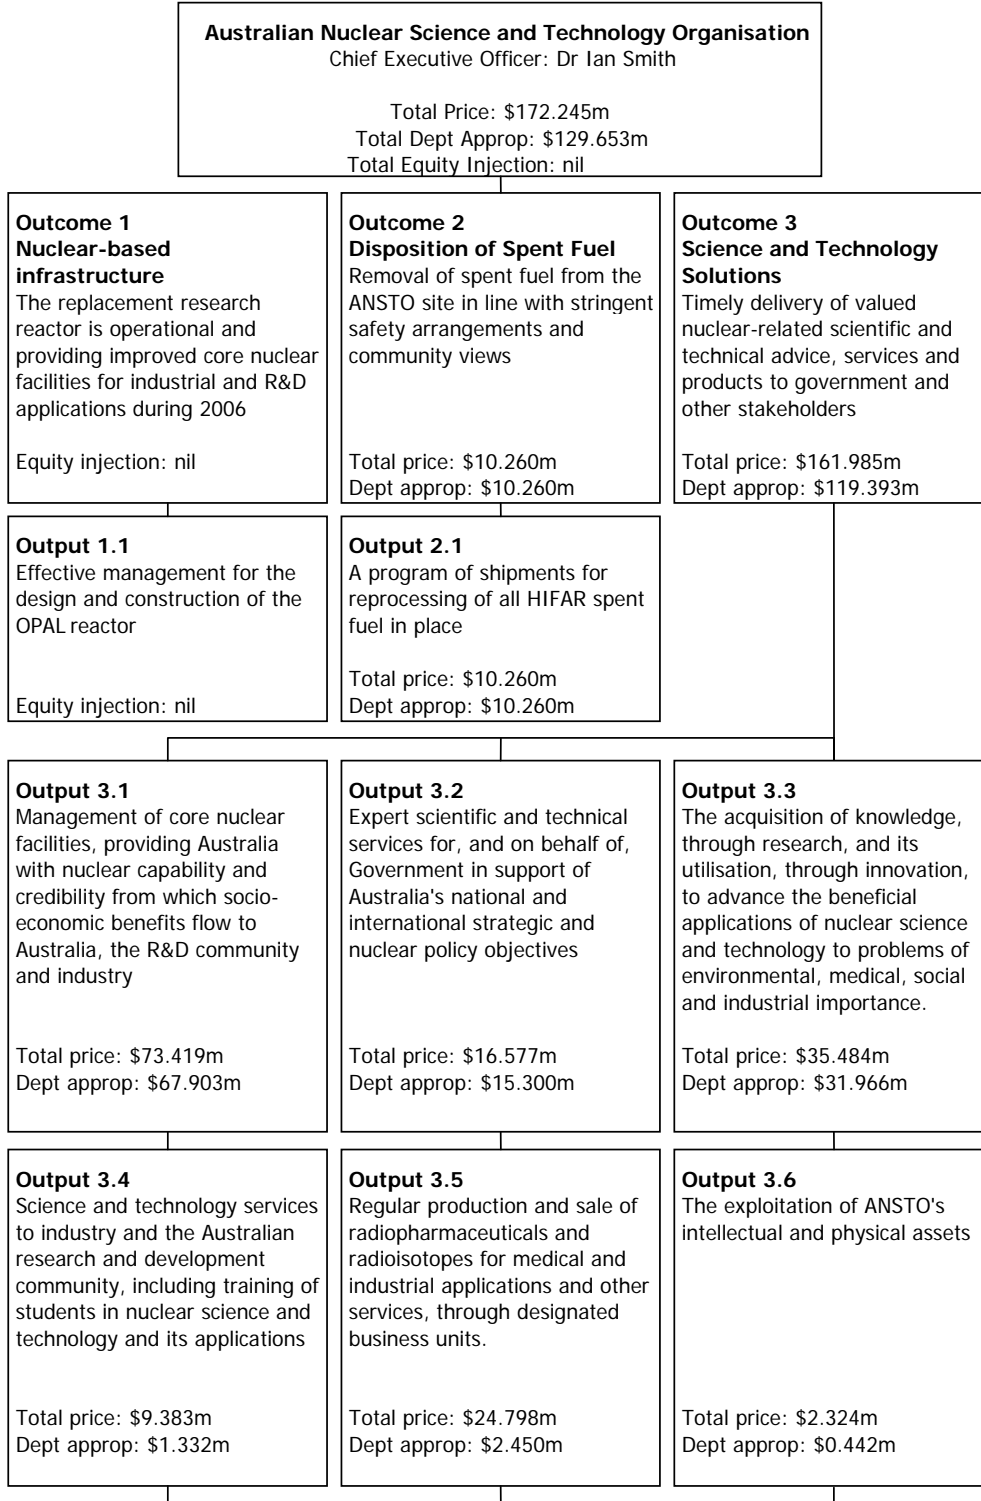 Australian Nuclear Science and Technology Organisation
Chief Executive Officer: Dr Ian Smith
Total Price: $172.245m
Total Dept Approp: $129.653m
Total Equity Injection: nil
Outcome 1
Nuclear-based
infrastructure
The replacement research
reactor is operational and
providing improved core nuclear
facilities for industrial and R&D
applications during 2006
Equity injection: nil
Outcome 2
Disposition of Spent Fuel
Removal of spent fuel from the
ANSTO site in line with stringent
safety arrangements and
community views
Total price: $10.260m
Dept approp: $10.260m
Outcome 3
Science and Technology
Solutions
Timely delivery of valued
nuclear-related scientific and
technical advice, services and
products to government and
other stakeholders
Total price: $161.985m
Dept approp: $119.393m
Output 1.1
Effective management for the
design and construction of the
OPAL reactor
Equity injection: nil
Output 2.1
A program of shipments for
reprocessing of all HIFAR spent
fuel in place
Total price: $10.260m
Dept approp: $10.260m
Output 3.1
Management of core nuclear
facilities, providing Australia
with nuclear capability and
credibility from which socio-
economic benefits flow to
Australia, the R&D community
and industry
Total price: $73.419m
Dept approp: $67.903m
Output 3.2
Expert scientific and technical
services for, and on behalf of,
Government in support of
Australia's national and
international strategic and
nuclear policy objectives
Total price: $16.577m
Dept approp: $15.300m
Output 3.3
The acquisition of knowledge,
through research, and its
utilisation, through innovation,
to advance the beneficial
applications of nuclear science
and technology to problems of
environmental, medical, social
and industrial importance.
Total price: $35.484m
Dept approp: $31.966m
Output 3.4
Science and technology services
to industry and the Australian
research and development
community, including training of
students in nuclear science and
technology and its applications
Total price: $9.383m
Dept approp: $1.332m
Output 3.5
Regular production and sale of
radiopharmaceuticals and
radioisotopes for medical and
industrial applications and other
services, through designated
business units.
Total price: $24.798m
Dept approp: $2.450m
Output 3.6
The exploitation of ANSTO's
intellectual and physical assets
Total price: $2.324m
Dept approp: $0.442m